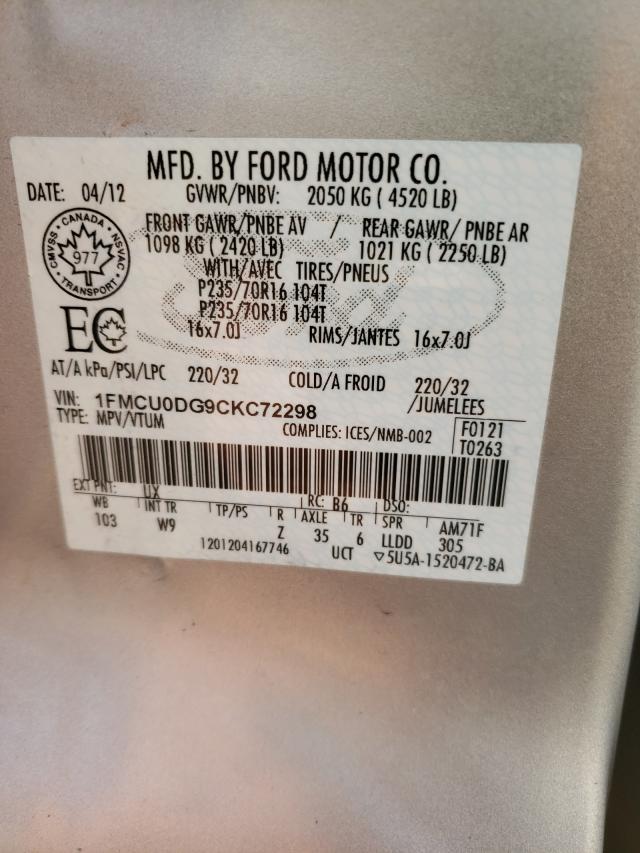 MFD. BY FORD MOTOR CO.
DATE: 04/12 GVWR/PNBV: 2050 KG ( 4520 LB)
FRONT GAWR/PNBE AV / REAR GAWR/ PNBE AR
1098 KG ( 2420 LB) 1021 KG ( 2250 LB)
CMVSS · CANADA · NSVAC · TRANSPORT ·
977
WITH/AVEC TIRES/PNEUS
P235/70R16 104T
P235/70R16 104T
16x7.0J RIMS/JANTES 16x7.0J
EC
AT/A kPa/PSI/LPC 220/32 COLD/A FROID 220/32
VIN: 1FMCU0DG9CKC72298 /JUMELEES
TYPE: MPV/VTUM COMPLIES: ICES/NMB-002 F0121
T0263
EXT PNT: UX RC: B6 DSO:
WB INT TR TP/PS R AXLE TR SPR AM71F
103 W9 Z 35 6 LLDD 305
1201204167746 UCT ▽5U5A-1520472-BA